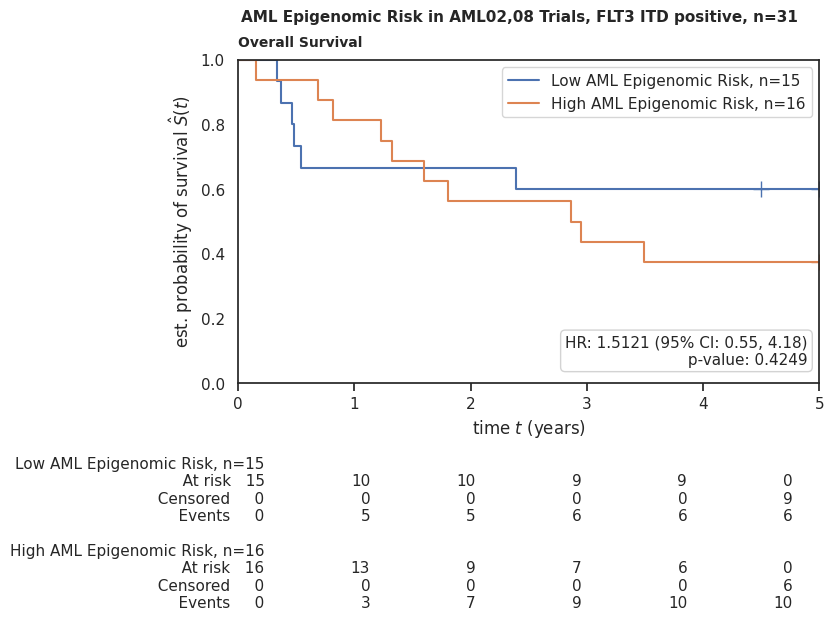 AML Epigenomic Risk in AML02,08 Trials, FLT3 ITD positive, n=31
Overall Survival
1.0
0.8
0.6
0.4
0.2
0.0
est. probability of survival Ŝ(t)
Low AML Epigenomic Risk, n=15
High AML Epigenomic Risk, n=16
HR: 1.5121 (95% CI: 0.55, 4.18)
p-value: 0.4249
0 1 2 3 4 5
time t (years)
Low AML Epigenomic Risk, n=15
At risk 15 10 10 9 9 0
Censored 0 0 0 0 0 9
Events 0 5 5 6 6 6
High AML Epigenomic Risk, n=16
At risk 16 13 9 7 6 0
Censored 0 0 0 0 0 6
Events 0 3 7 9 10 10